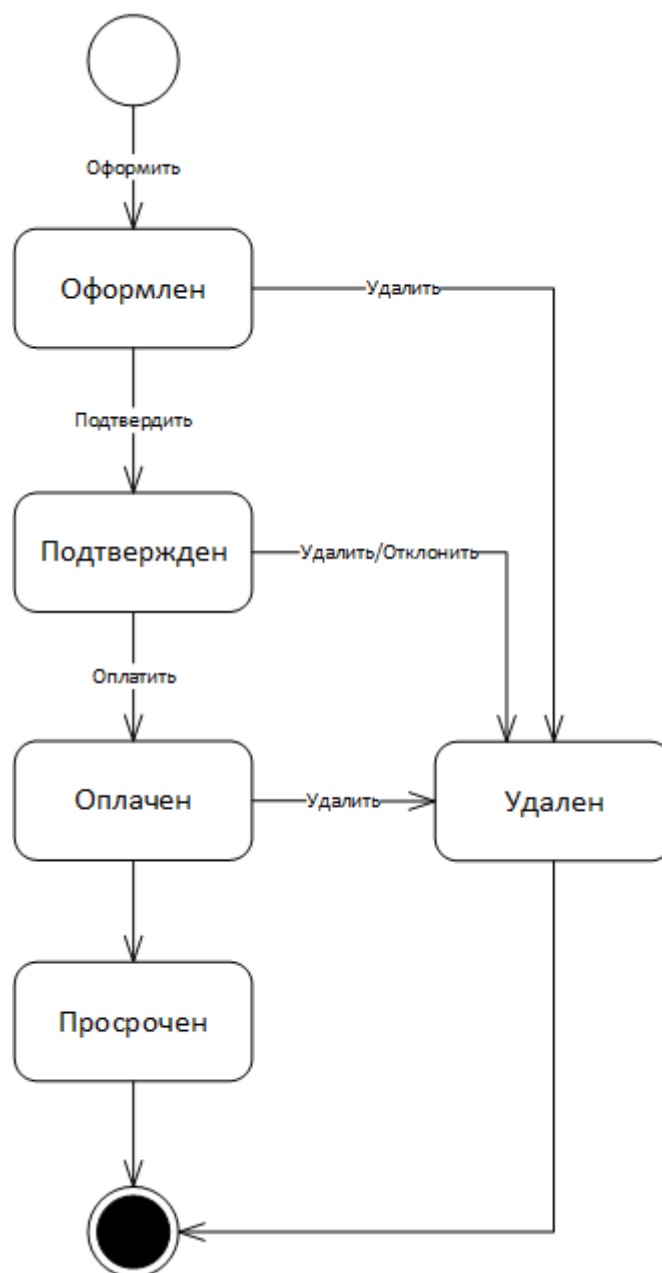 Оформить
Оформлен
Удалить
Подтвердить
Подтвержден
Удалить/Отклонить
Оплатить
Оплачен
Удалить
Удален
Просрочен